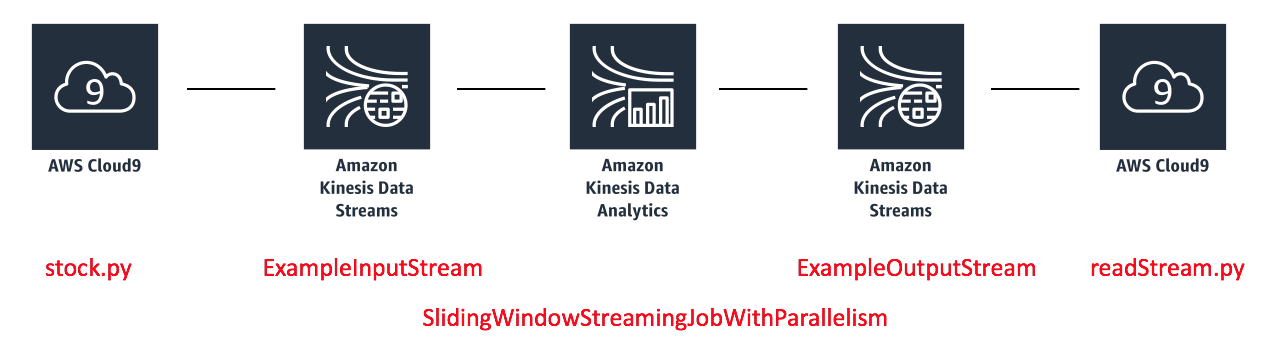 9
9
AWS Cloud9
Amazon
Kinesis Data
Streams
Amazon
Kinesis Data
Analytics
Amazon
Kinesis Data
Streams
AWS Cloud9
stock.py
ExampleInputStream
ExampleOutputStream
readStream.py
SlidingWindowStreamingJobWithParallelism